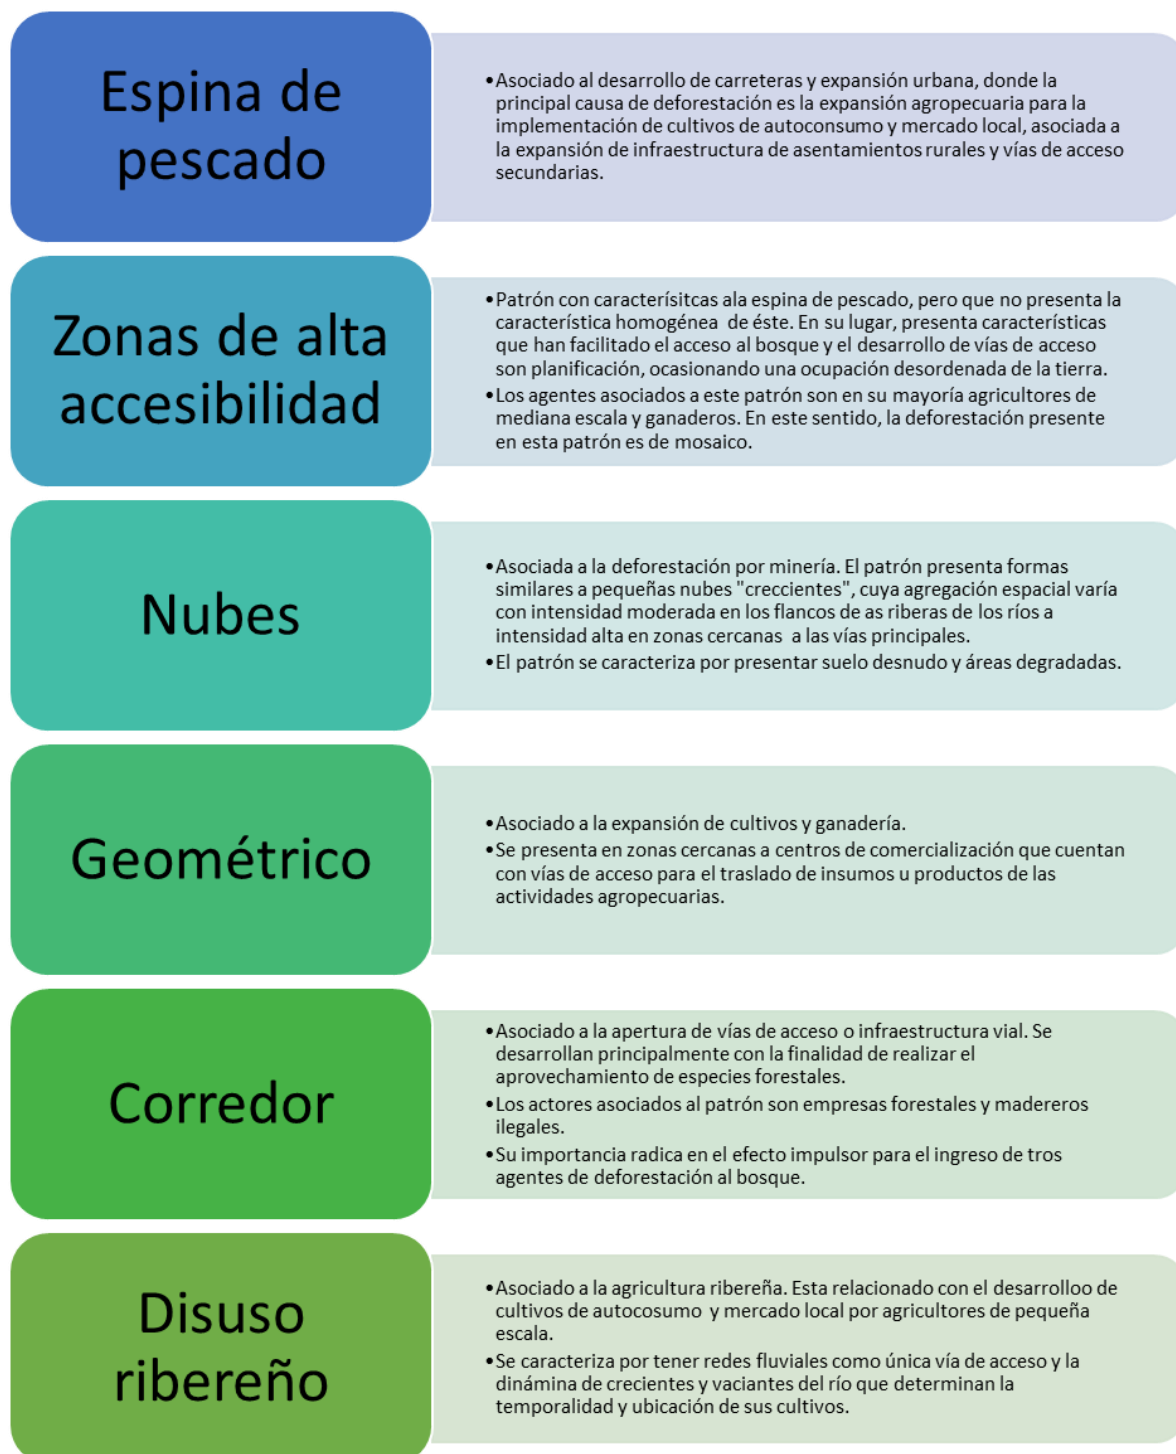 Espina de
pescado
•Asociado al desarrollo de carreteras y expansión urbana, donde la
principal causa de deforestación es la expansión agropecuaria para la
implementación de cultivos de autoconsumo y mercado local, asociada a
la expansión de infraestructura de asentamientos rurales y vías de acceso
secundarias.
Zonas de alta
accesibilidad
•Patrón con caracterísitcas ala espina de pescado, pero que no presenta la
característica homogénea de éste. En su lugar, presenta características
que han facilitado el acceso al bosque y el desarrollo de vías de acceso
son planificación, ocasionando una ocupación desordenada de la tierra.
•Los agentes asociados a este patrón son en su mayoría agricultores de
mediana escala y ganaderos. En este sentido, la deforestación presente
en esta patrón es de mosaico.
Nubes
•Asociada a la deforestación por minería. El patrón presenta formas
similares a pequeñas nubes "creccientes", cuya agregación espacial varía
con intensidad moderada en los flancos de as riberas de los ríos a
intensidad alta en zonas cercanas a las vías principales.
•El patrón se caracteriza por presentar suelo desnudo y áreas degradadas.
Geométrico
•Asociado a la expansión de cultivos y ganadería.
•Se presenta en zonas cercanas a centros de comercialización que cuentan
con vías de acceso para el traslado de insumos u productos de las
actividades agropecuarias.
Corredor
•Asociado a la apertura de vías de acceso o infraestructura vial. Se
desarrollan principalmente con la finalidad de realizar el
aprovechamiento de especies forestales.
•Los actores asociados al patrón son empresas forestales y madereros
ilegales.
•Su importancia radica en el efecto impulsor para el ingreso de tros
agentes de deforestación al bosque.
Disuso
ribereño
•Asociado a la agricultura ribereña. Esta relacionado con el desarrolloo de
cultivos de autocosumo y mercado local por agricultores de pequeña
escala.
•Se caracteriza por tener redes fluviales como única vía de acceso y la
dinámina de crecientes y vaciantes del río que determinan la
temporalidad y ubicación de sus cultivos.